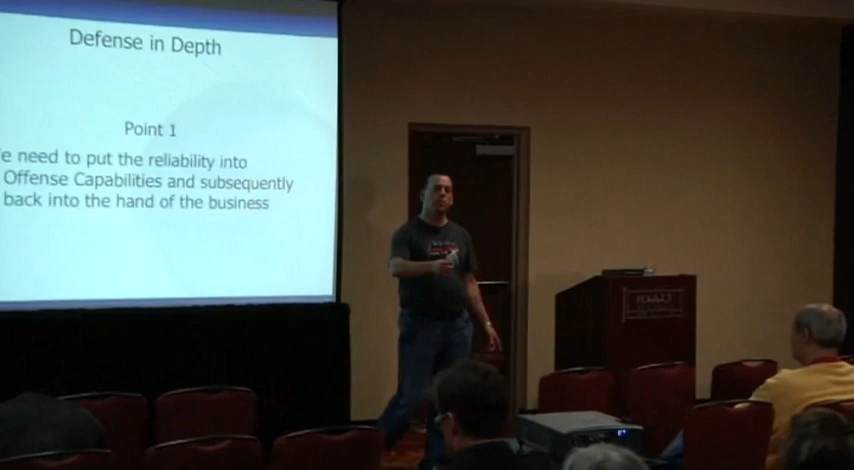 Defense in Depth
Point 1
e need to put the reliability into
Offense Capabilities and subsequently
back into the hand of the business
HYATT